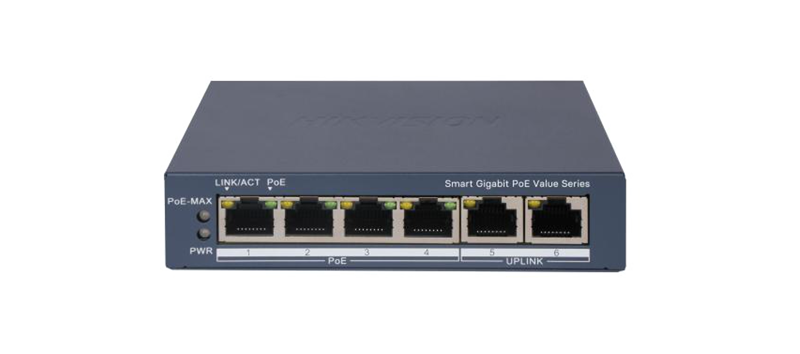 HIKVISION
LINK/ACT PoE
Smart Gigabit PoE Value Series
PoE-MAX
PWR
1 2 3 4 5 6
PoE UPLINK